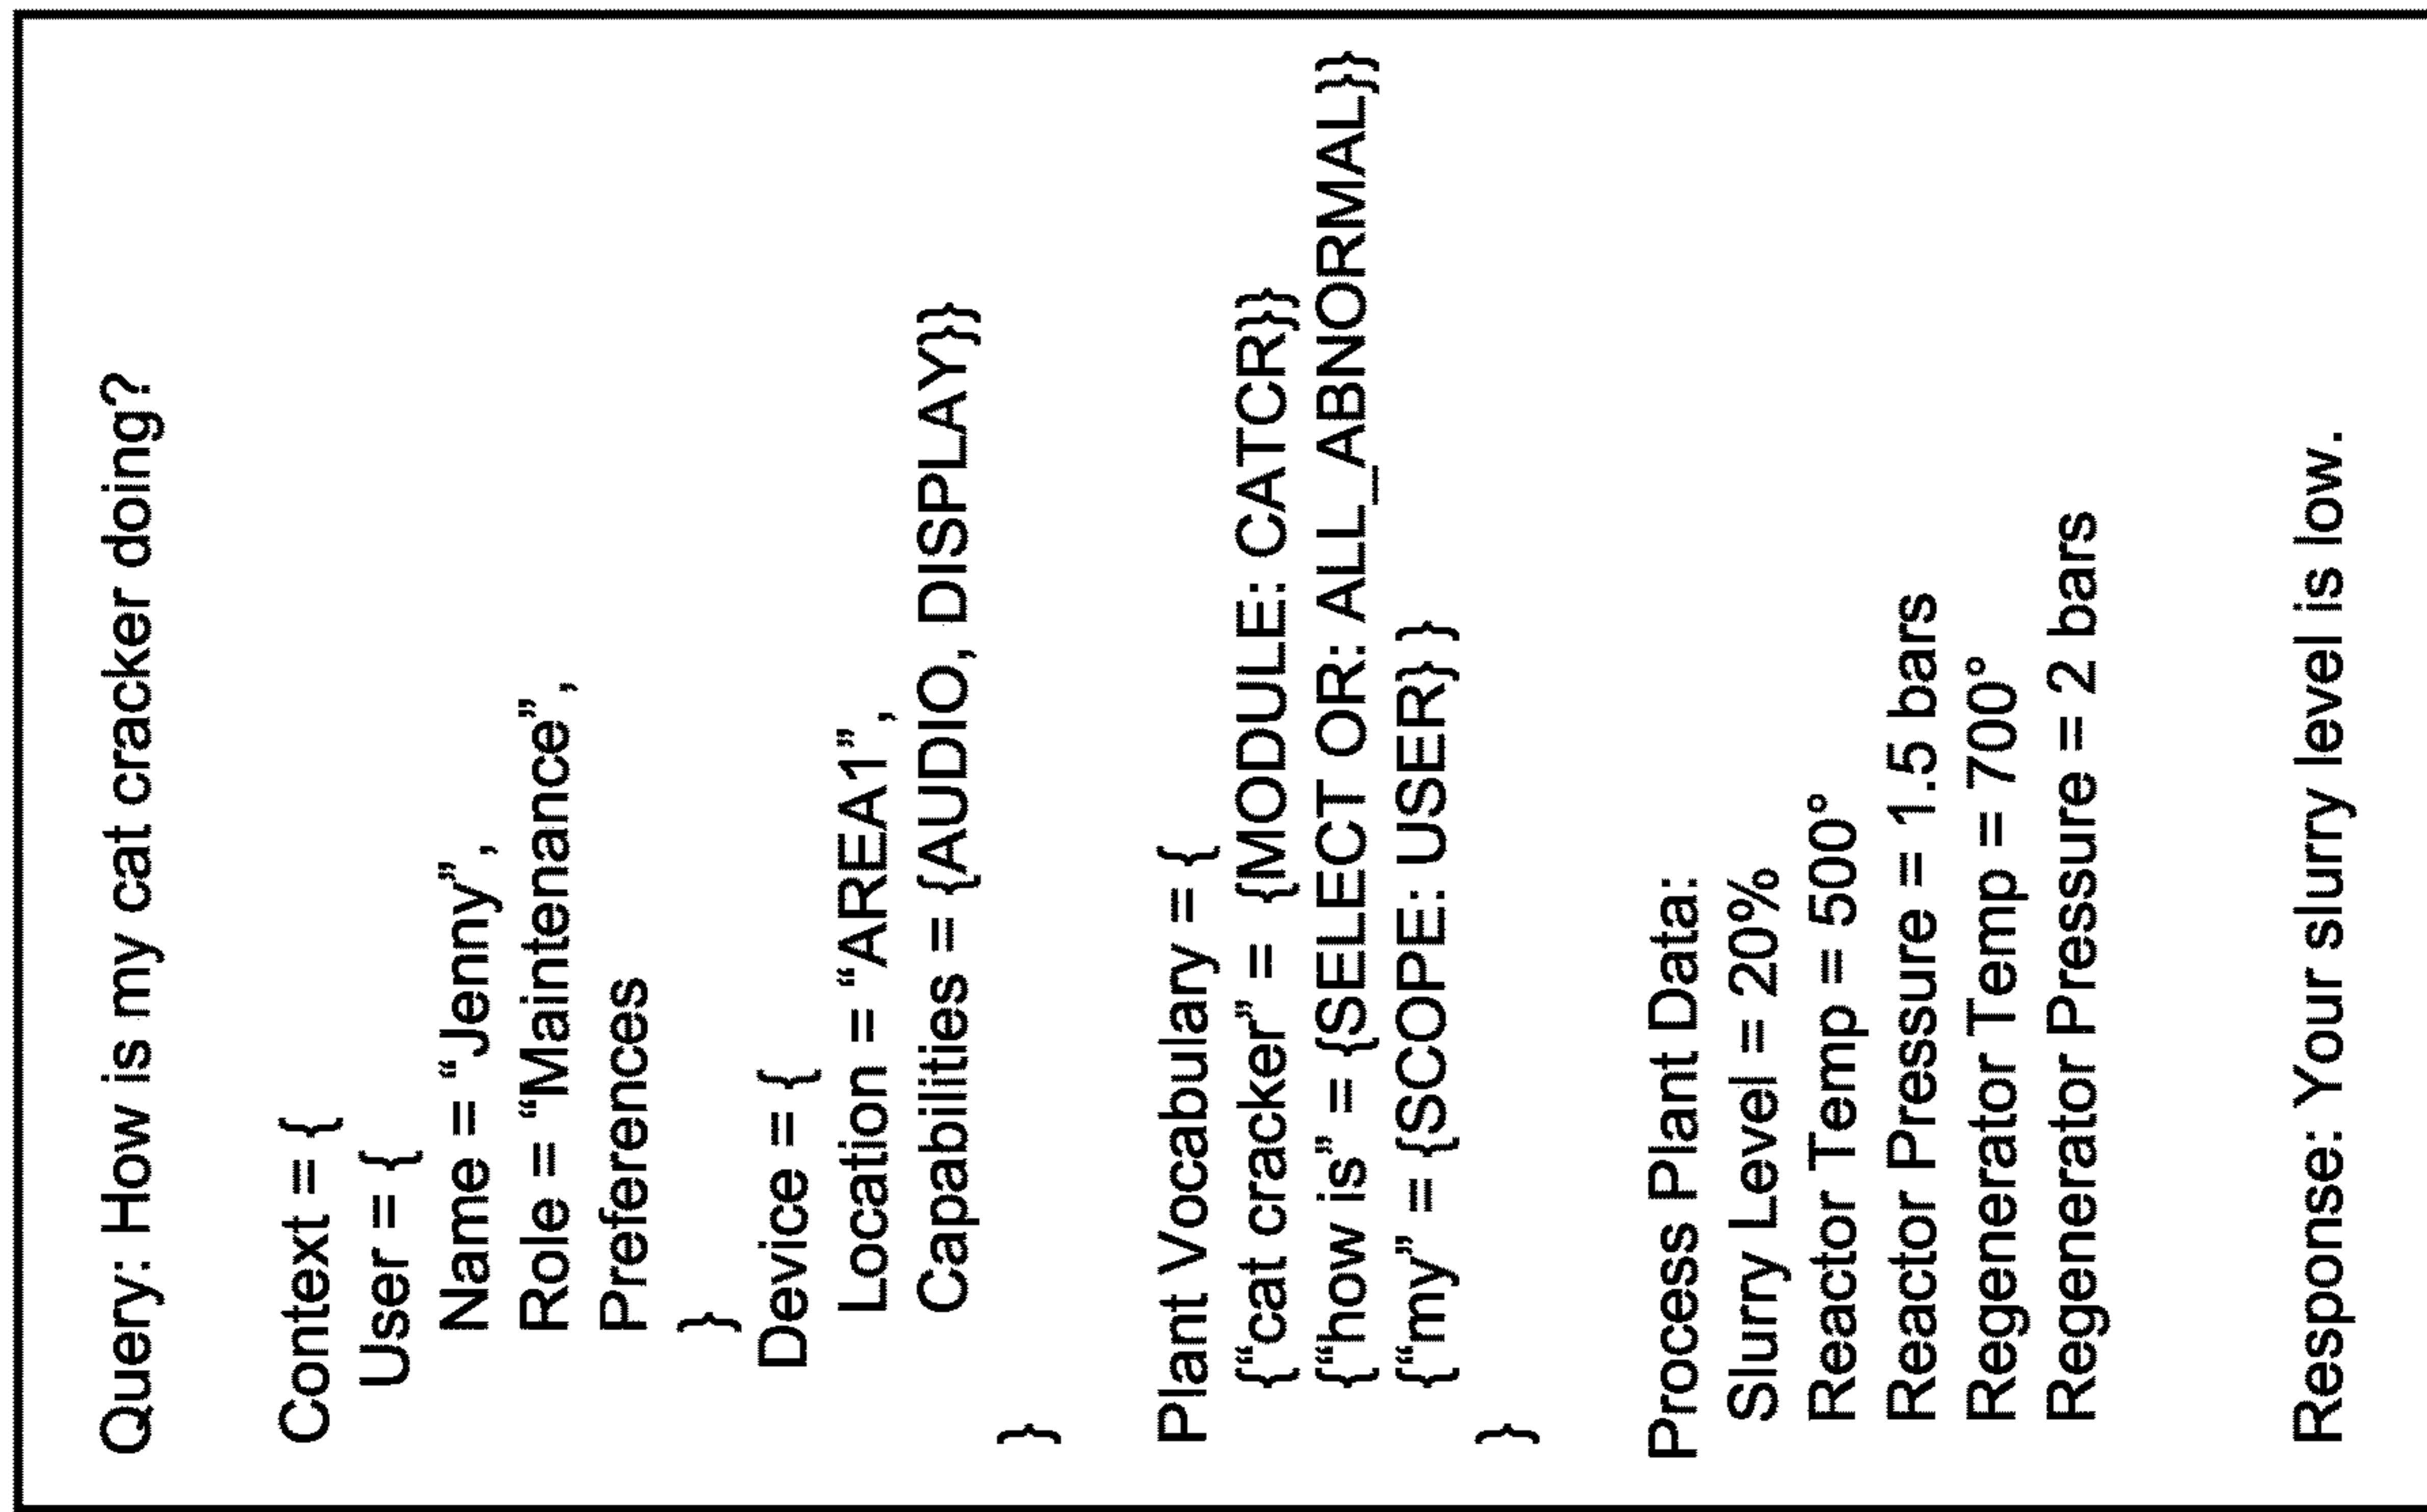 Query: How is my cat cracker doing?
Context = {
User = {
Name = “Jenny”,
Role = “Maintenance”,
Preferences
}
Device = {
Location = “AREA1”,
Capabilities = {AUDIO, DISPLAY}}
}
Plant Vocabulary = {
{“cat cracker” = {MODULE: CATCR}}
{“how is” = {SELECT OR: ALL_ABNORMAL}}
{“my” = {SCOPE: USER} }
}
Process Plant Data:
Slurry Level = 20%
Reactor Temp = 500°
Reactor Pressure = 1.5 bars
Regenerator Temp = 700°
Regenerator Pressure = 2 bars
Response: Your slurry level is low.